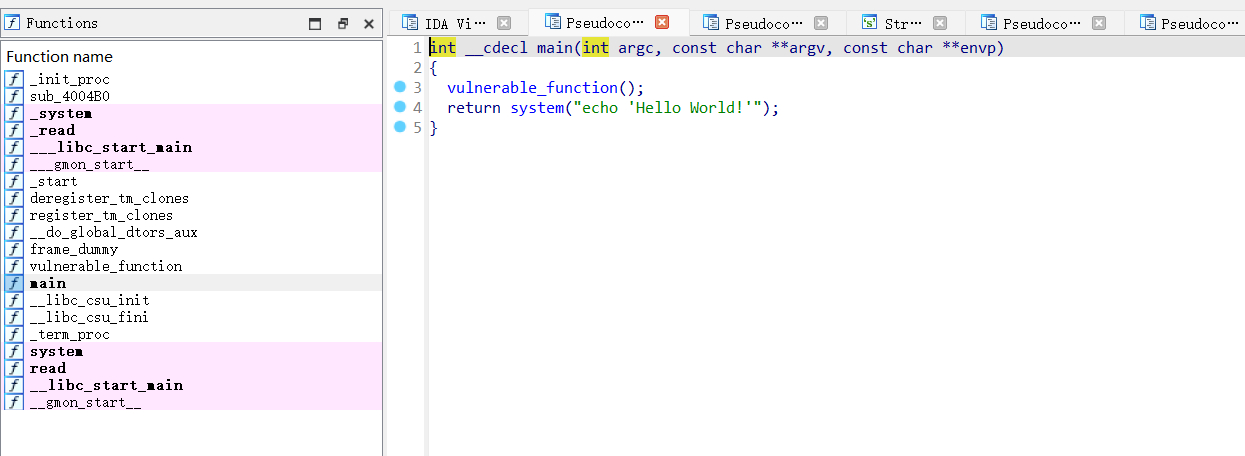 Functions
IDA Vi…
Pseudoco…
Pseudoco…
Str…
Pseudoco…
Pseudoco…
Function name
_init_proc
sub_4004B0
_system
_read
___libc_start_main
___gmon_start__
_start
deregister_tm_clones
register_tm_clones
__do_global_dtors_aux
frame_dummy
vulnerable_function
main
__libc_csu_init
__libc_csu_fini
_term_proc
system
read
__libc_start_main
__gmon_start__
1 int __cdecl main(int argc, const char **argv, const char **envp)
2 {
3 vulnerable_function();
4 return system("echo 'Hello World!'");
5 }